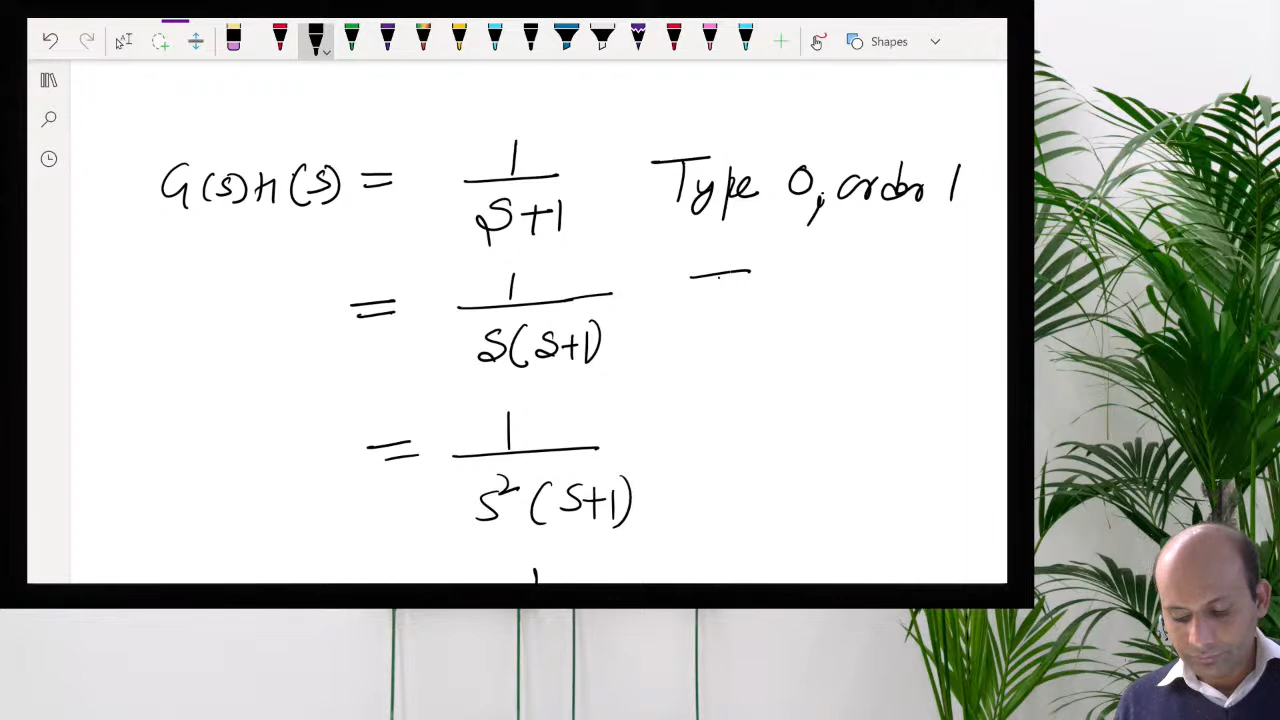 Shapes
G(s)H(s) = 1/(s+1) Type 0, order 1
= 1/(s(s+1))
= 1/(s²(s+1))